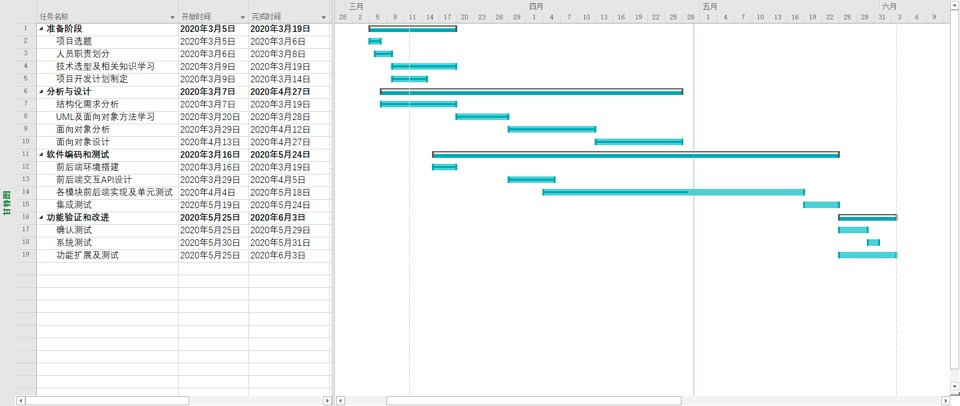 三月 四月 五月 六月
任务名称 开始时间 完成时间 28 2 5 8 11 14 17 20 23 26 29 1 4 7 10 13 16 19 22 25 28 1 4 7 10 13 16 19 22 25 28 31 3 6 9
1 准备阶段 2020年3月5日 2020年3月19日
2 项目选题 2020年3月5日 2020年3月6日
3 人员职责划分 2020年3月6日 2020年3月8日
4 技术选型及相关知识学习 2020年3月9日 2020年3月19日
5 项目开发计划制定 2020年3月9日 2020年3月14日
6 分析与设计 2020年3月7日 2020年4月27日
7 结构化需求分析 2020年3月7日 2020年3月19日
8 UML及面向对象方法学习 2020年3月20日 2020年3月28日
9 面向对象分析 2020年3月29日 2020年4月12日
10 面向对象设计 2020年4月13日 2020年4月27日
11 软件编码和测试 2020年3月16日 2020年5月24日
12 前后端环境搭建 2020年3月16日 2020年3月19日
13 前后端交互API设计 2020年3月29日 2020年4月5日
14 各模块前后端实现及单元测试 2020年4月4日 2020年5月18日
15 集成测试 2020年5月19日 2020年5月24日
16 功能验证和改进 2020年5月25日 2020年6月3日
17 确认测试 2020年5月25日 2020年5月29日
18 系统测试 2020年5月30日 2020年5月31日
19 功能扩展及测试 2020年5月25日 2020年6月3日
甘特图